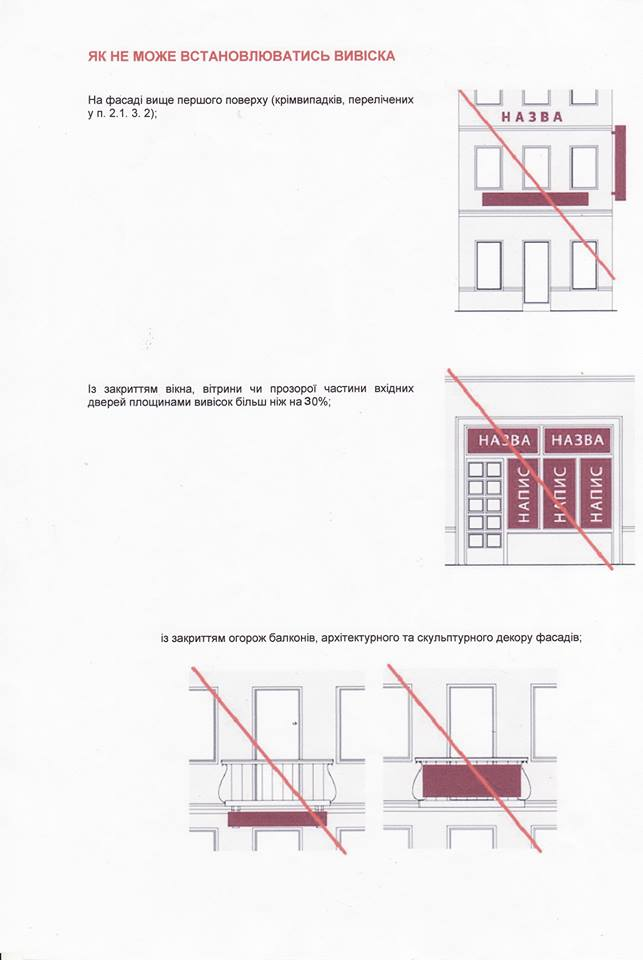 ЯК НЕ МОЖЕ ВСТАНОВЛЮВАТИСЬ ВИВІСКА
На фасаді вище першого поверху (крімвипадків, перелічених
у п. 2.1. 3. 2);
НАЗВА
Із закриттям вікна, вітрини чи прозорої частини вхідних
дверей площинами вивісок більш ніж на 30%;
НАЗВА НАЗВА
НАПИС НАПИС НАПИС
із закриттям огорож балконів, архітектурного та скульптурного декору фасадів;